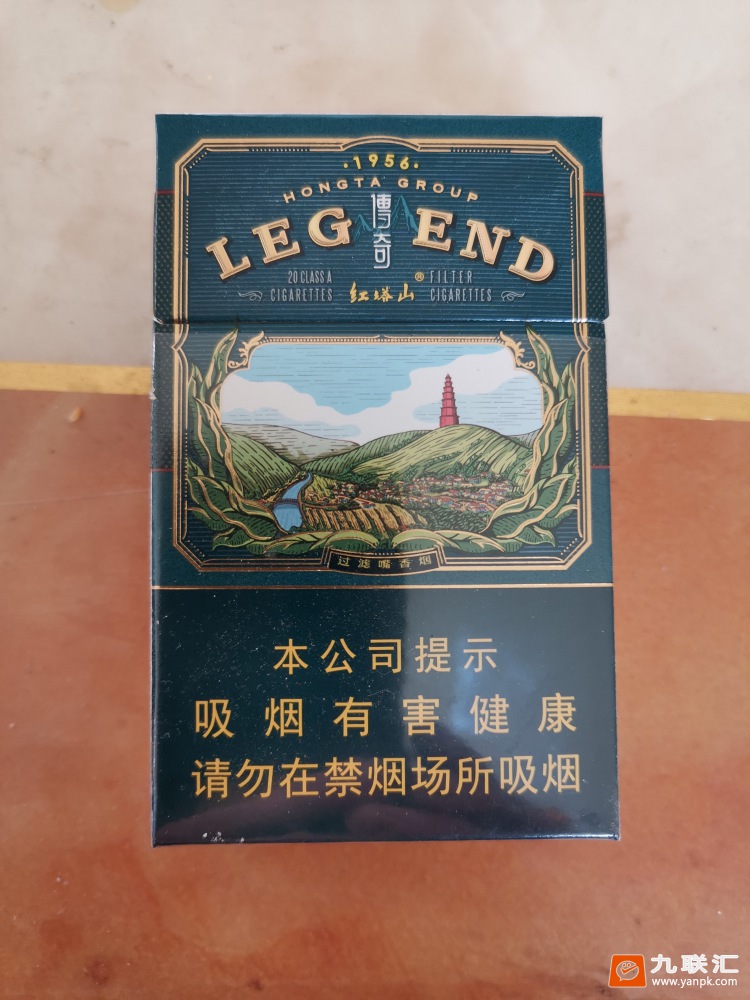 ·1956·
HONGTA GROUP
LEGEND
傳奇
20 CLASS A
CIGARETTES
红塔山®
FILTER
CIGARETTES
过滤嘴香烟
本公司提示
吸烟有害健康
请勿在禁烟场所吸烟
九联汇
www.yanpk.com